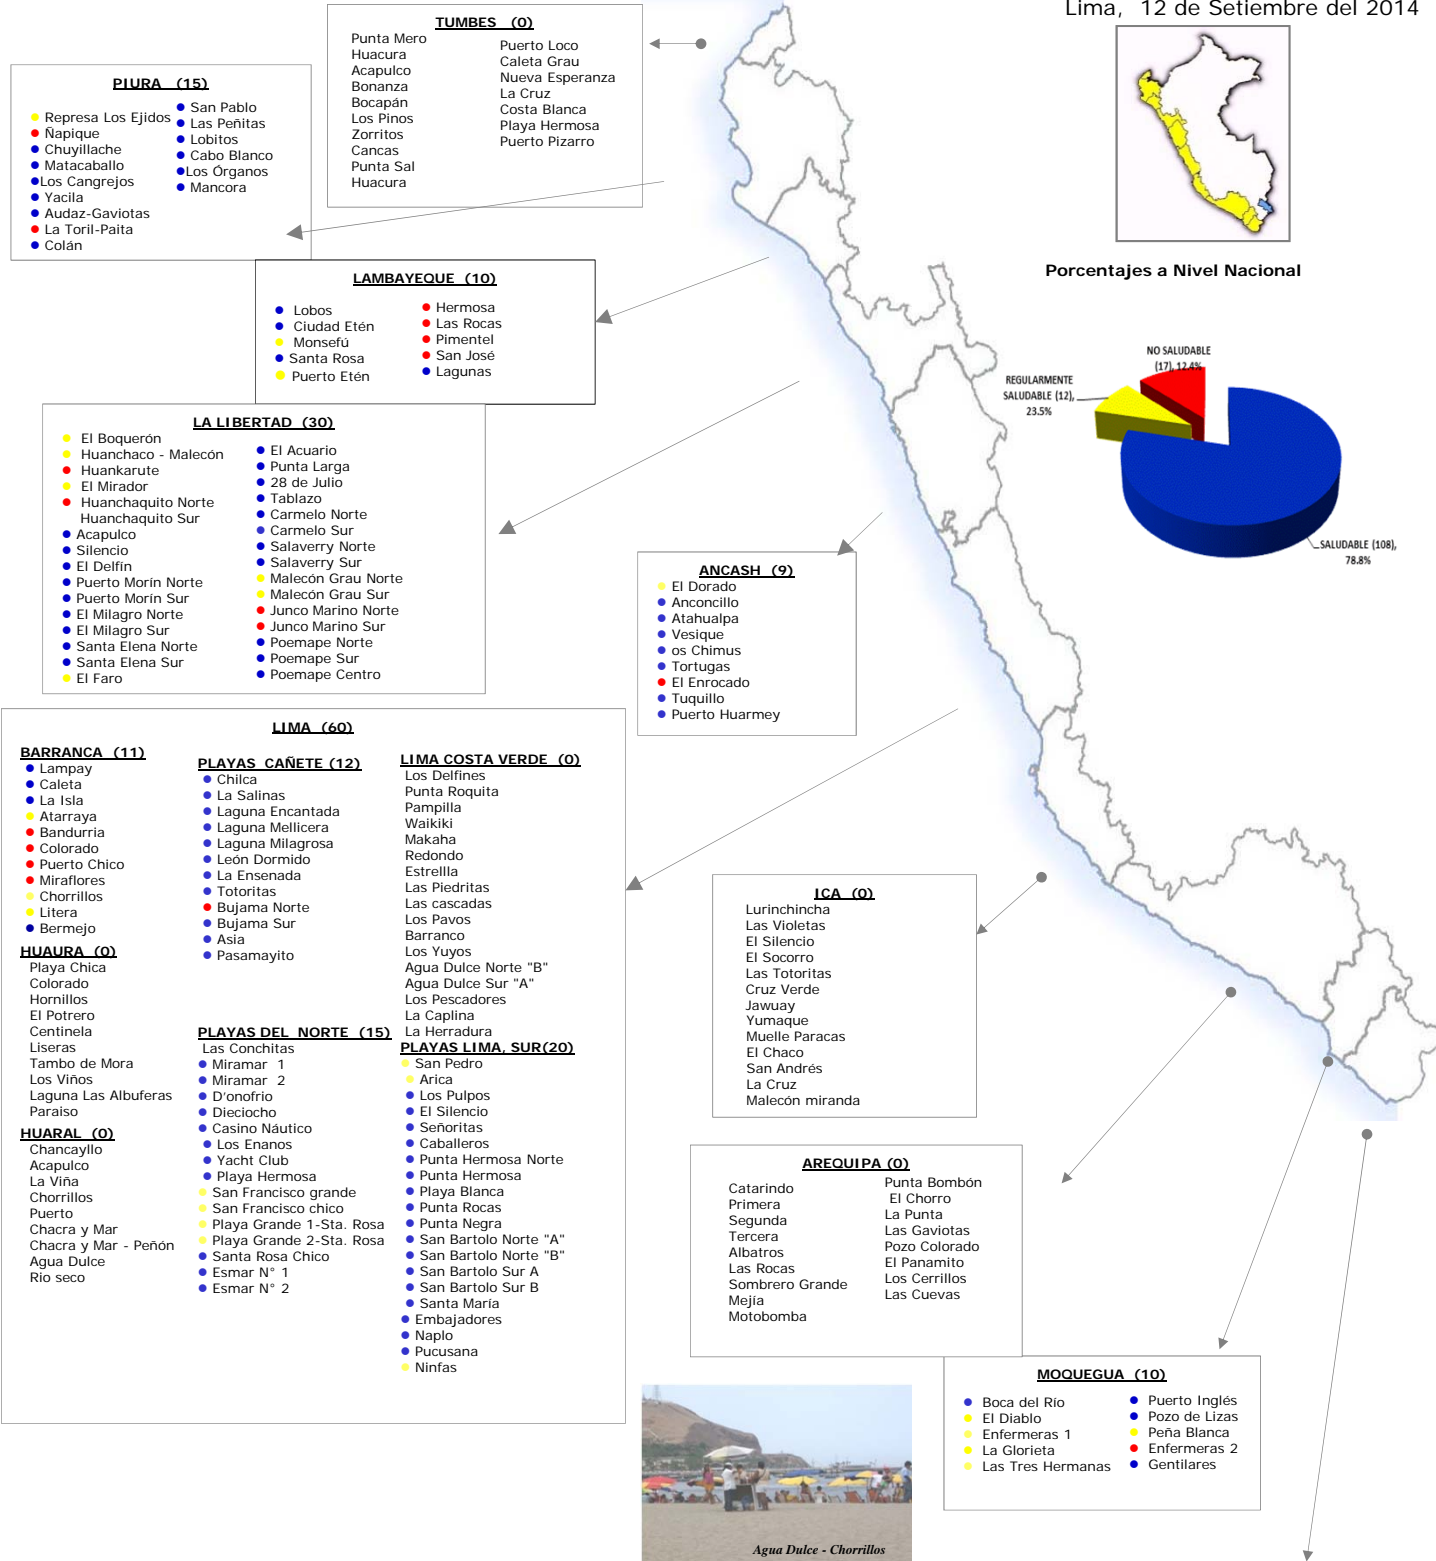 Lima, 12 de Setiembre del 2014
TUMBES (0)
Punta Mero
Huacura
Acapulco
Bonanza
Bocapán
Los Pinos
Zorritos
Cancas
Punta Sal
Huacura
Puerto Loco
Caleta Grau
Nueva Esperanza
La Cruz
Costa Blanca
Playa Hermosa
Puerto Pizarro
PIURA (15)
Represa Los Ejidos
Ñapique
Chuyillache
Matacaballo
Los Cangrejos
Yacila
Audaz-Gaviotas
La Toril-Paita
Colán
San Pablo
Las Peñitas
Lobitos
Cabo Blanco
Los Órganos
Mancora
Porcentajes a Nivel Nacional
NO SALUDABLE
(17), 12.4%
REGULARMENTE
SALUDABLE (12),
23.5%
SALUDABLE (108),
78.8%
LAMBAYEQUE (10)
Lobos
Ciudad Etén
Monsefú
Santa Rosa
Puerto Etén
Hermosa
Las Rocas
Pimentel
San José
Lagunas
LA LIBERTAD (30)
El Boquerón
Huanchaco - Malecón
Huankarute
El Mirador
Huanchaquito Norte
Huanchaquito Sur
Acapulco
Silencio
El Delfín
Puerto Morín Norte
Puerto Morín Sur
El Milagro Norte
El Milagro Sur
Santa Elena Norte
Santa Elena Sur
El Faro
El Acuario
Punta Larga
28 de Julio
Tablazo
Carmelo Norte
Carmelo Sur
Salaverry Norte
Salaverry Sur
Malecón Grau Norte
Malecón Grau Sur
Junco Marino Norte
Junco Marino Sur
Poemape Norte
Poemape Sur
Poemape Centro
ANCASH (9)
El Dorado
Anconcillo
Atahualpa
Vesique
os Chimus
Tortugas
El Enrocado
Tuquillo
Puerto Huarmey
LIMA (60)
BARRANCA (11)
Lampay
Caleta
La Isla
Atarraya
Bandurria
Colorado
Puerto Chico
Miraflores
Chorrillos
Litera
Bermejo
HUAURA (0)
Playa Chica
Colorado
Hornillos
El Potrero
Centinela
Liseras
Tambo de Mora
Los Viños
Laguna Las Albuferas
Paraiso
HUARAL (0)
Chancayllo
Acapulco
La Viña
Chorrillos
Puerto
Chacra y Mar
Chacra y Mar - Peñón
Agua Dulce
Rio seco
PLAYAS CAÑETE (12)
Chilca
La Salinas
Laguna Encantada
Laguna Mellicera
Laguna Milagrosa
León Dormido
La Ensenada
Totoritas
Bujama Norte
Bujama Sur
Asia
Pasamayito
PLAYAS DEL NORTE (15)
Las Conchitas
Miramar 1
Miramar 2
D'onofrio
Dieciocho
Casino Náutico
Los Enanos
Yacht Club
Playa Hermosa
San Francisco grande
San Francisco chico
Playa Grande 1-Sta. Rosa
Playa Grande 2-Sta. Rosa
Santa Rosa Chico
Esmar N° 1
Esmar N° 2
LIMA COSTA VERDE (0)
Los Delfines
Punta Roquita
Pampilla
Waikiki
Makaha
Redondo
Estrellla
Las Piedritas
Las cascadas
Los Pavos
Barranco
Los Yuyos
Agua Dulce Norte "B"
Agua Dulce Sur "A"
Los Pescadores
La Caplina
La Herradura
PLAYAS LIMA, SUR(20)
San Pedro
Arica
Los Pulpos
El Silencio
Señoritas
Caballeros
Punta Hermosa Norte
Punta Hermosa
Playa Blanca
Punta Rocas
Punta Negra
San Bartolo Norte "A"
San Bartolo Norte "B"
San Bartolo Sur A
San Bartolo Sur B
Santa María
Embajadores
Naplo
Pucusana
Ninfas
ICA (0)
Lurinchincha
Las Violetas
El Silencio
El Socorro
Las Totoritas
Cruz Verde
Jawuay
Yumaque
Muelle Paracas
El Chaco
San Andrés
La Cruz
Malecón miranda
AREQUIPA (0)
Catarindo
Primera
Segunda
Tercera
Albatros
Las Rocas
Sombrero Grande
Mejía
Motobomba
Punta Bombón
El Chorro
La Punta
Las Gaviotas
Pozo Colorado
El Panamito
Los Cerrillos
Las Cuevas
MOQUEGUA (10)
Boca del Río
El Diablo
Enfermeras 1
La Glorieta
Las Tres Hermanas
Puerto Inglés
Pozo de Lizas
Peña Blanca
Enfermeras 2
Gentilares
Agua Dulce - Chorrillos